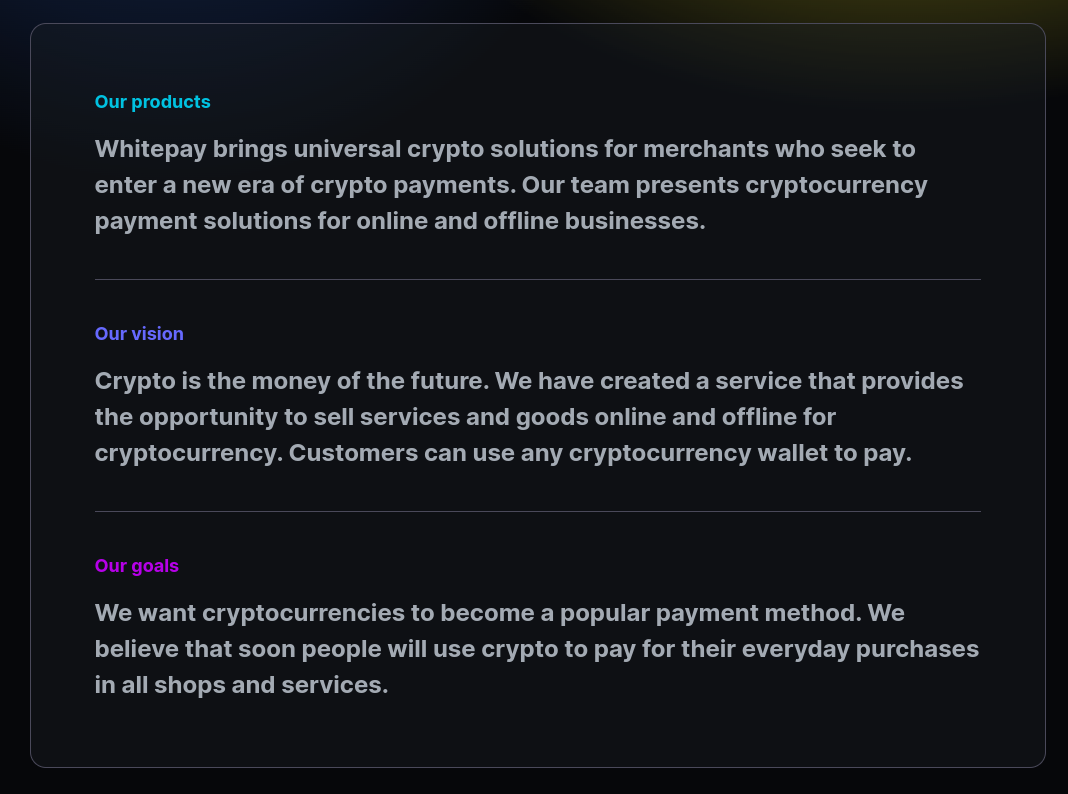 Our products
Whitepay brings universal crypto solutions for merchants who seek to
enter a new era of crypto payments. Our team presents cryptocurrency
payment solutions for online and offline businesses.
Our vision
Crypto is the money of the future. We have created a service that provides
the opportunity to sell services and goods online and offline for
cryptocurrency. Customers can use any cryptocurrency wallet to pay.
Our goals
We want cryptocurrencies to become a popular payment method. We
believe that soon people will use crypto to pay for their everyday purchases
in all shops and services.